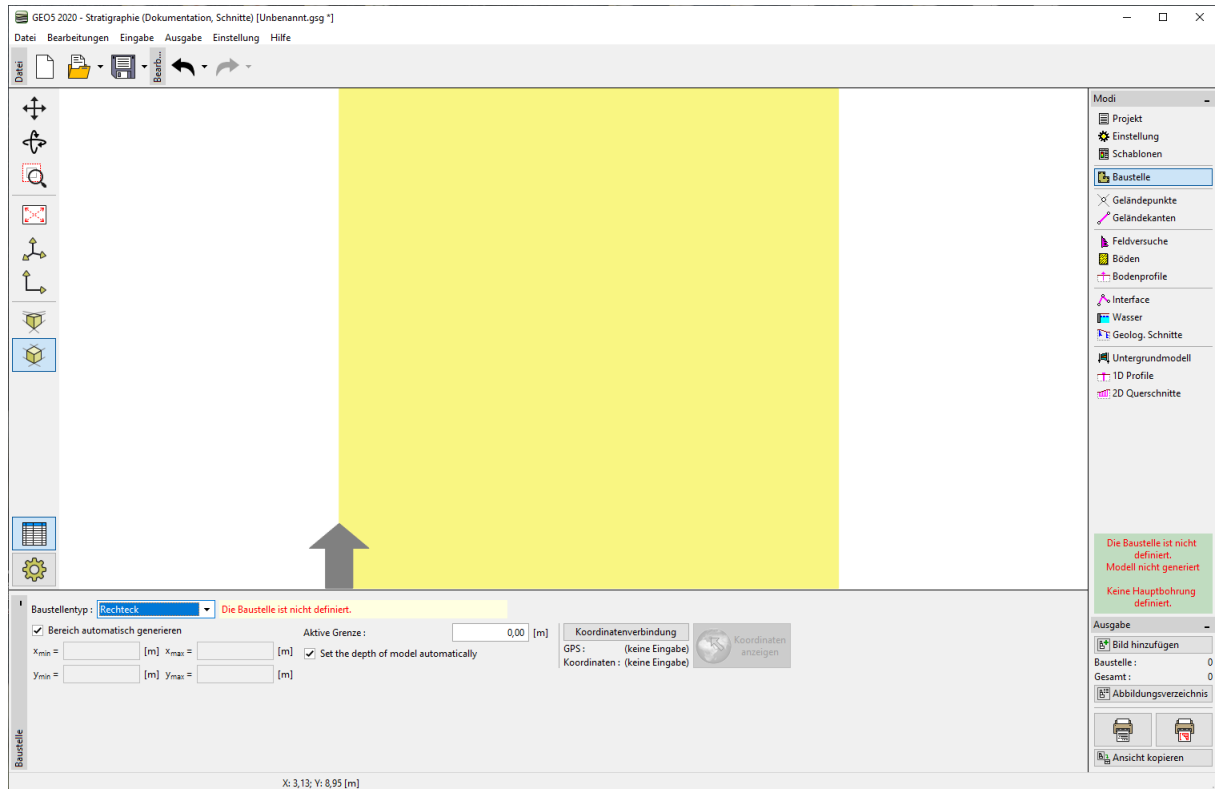 GEO5 2020 - Stratigraphie (Dokumentation, Schnitte) [Unbenannt.gsg *]
Datei Bearbeitungen Eingabe Ausgabe Einstellung Hilfe
Datei
Bearb...
Modi
Projekt
Einstellung
Schablonen
Baustelle
Geländepunkte
Geländekanten
Feldversuche
Böden
Bodenprofile
Interface
Wasser
Geolog. Schnitte
Untergrundmodell
1D Profile
2D Querschnitte
Die Baustelle ist nicht
definiert.
Modell nicht generiert
Keine Hauptbohrung
definiert.
Baustellentyp : Rechteck Die Baustelle ist nicht definiert.
Bereich automatisch generieren Aktive Grenze : 0,00 [m]
xmin = [m] xmax = [m] Set the depth of model automatically
ymin = [m] ymax = [m]
Koordinatenverbindung
GPS : (keine Eingabe)
Koordinaten : (keine Eingabe)
Koordinaten
anzeigen
Baustelle
Ausgabe
Bild hinzufügen
Baustelle : 0
Gesamt : 0
Abbildungsverzeichnis
Ansicht kopieren
X: 3,13; Y: 8,95 [m]